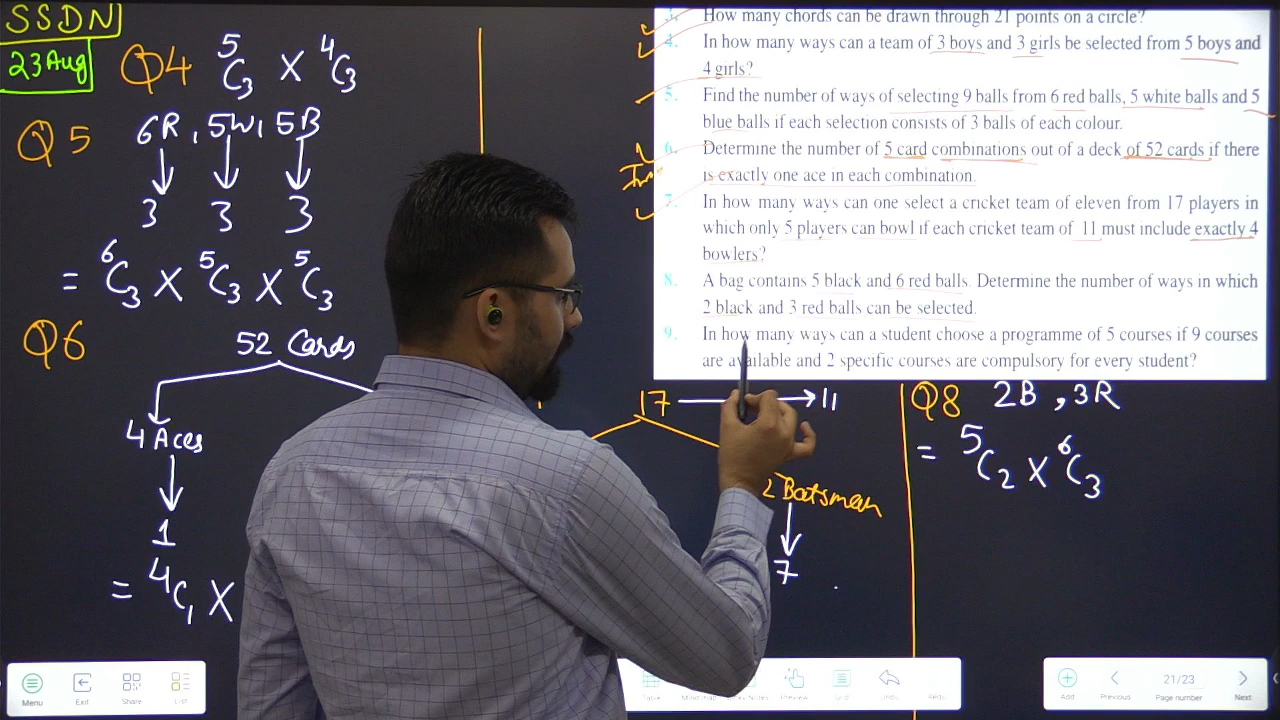 SSDN
23Aug
Q4 ⁵C₃ X ⁴C₃
Q5 6R, 5W, 5B
3 3 3
= ⁶C₃ X ⁵C₃ X ⁵C₃
Q6 52 Cards
4 Aces
1
= ⁴C₁ X
3. How many chords can be drawn through 21 points on a circle?
4. In how many ways can a team of 3 boys and 3 girls be selected from 5 boys and
4 girls?
5. Find the number of ways of selecting 9 balls from 6 red balls, 5 white balls and 5
blue balls if each selection consists of 3 balls of each colour.
6. Determine the number of 5 card combinations out of a deck of 52 cards if there
is exactly one ace in each combination.
7. In how many ways can one select a cricket team of eleven from 17 players in
which only 5 players can bowl if each cricket team of 11 must include exactly 4
bowlers?
8. A bag contains 5 black and 6 red balls. Determine the number of ways in which
2 black and 3 red balls can be selected.
9. In how many ways can a student choose a programme of 5 courses if 9 courses
are available and 2 specific courses are compulsory for every student?
17 → 11
2 Batsmen
7
Q8 2B, 3R
= ⁵C₂ X ⁶C₃
Menu Exit Share List
Table Preview Undo Redo
Add Previous 21/23 Page number Next